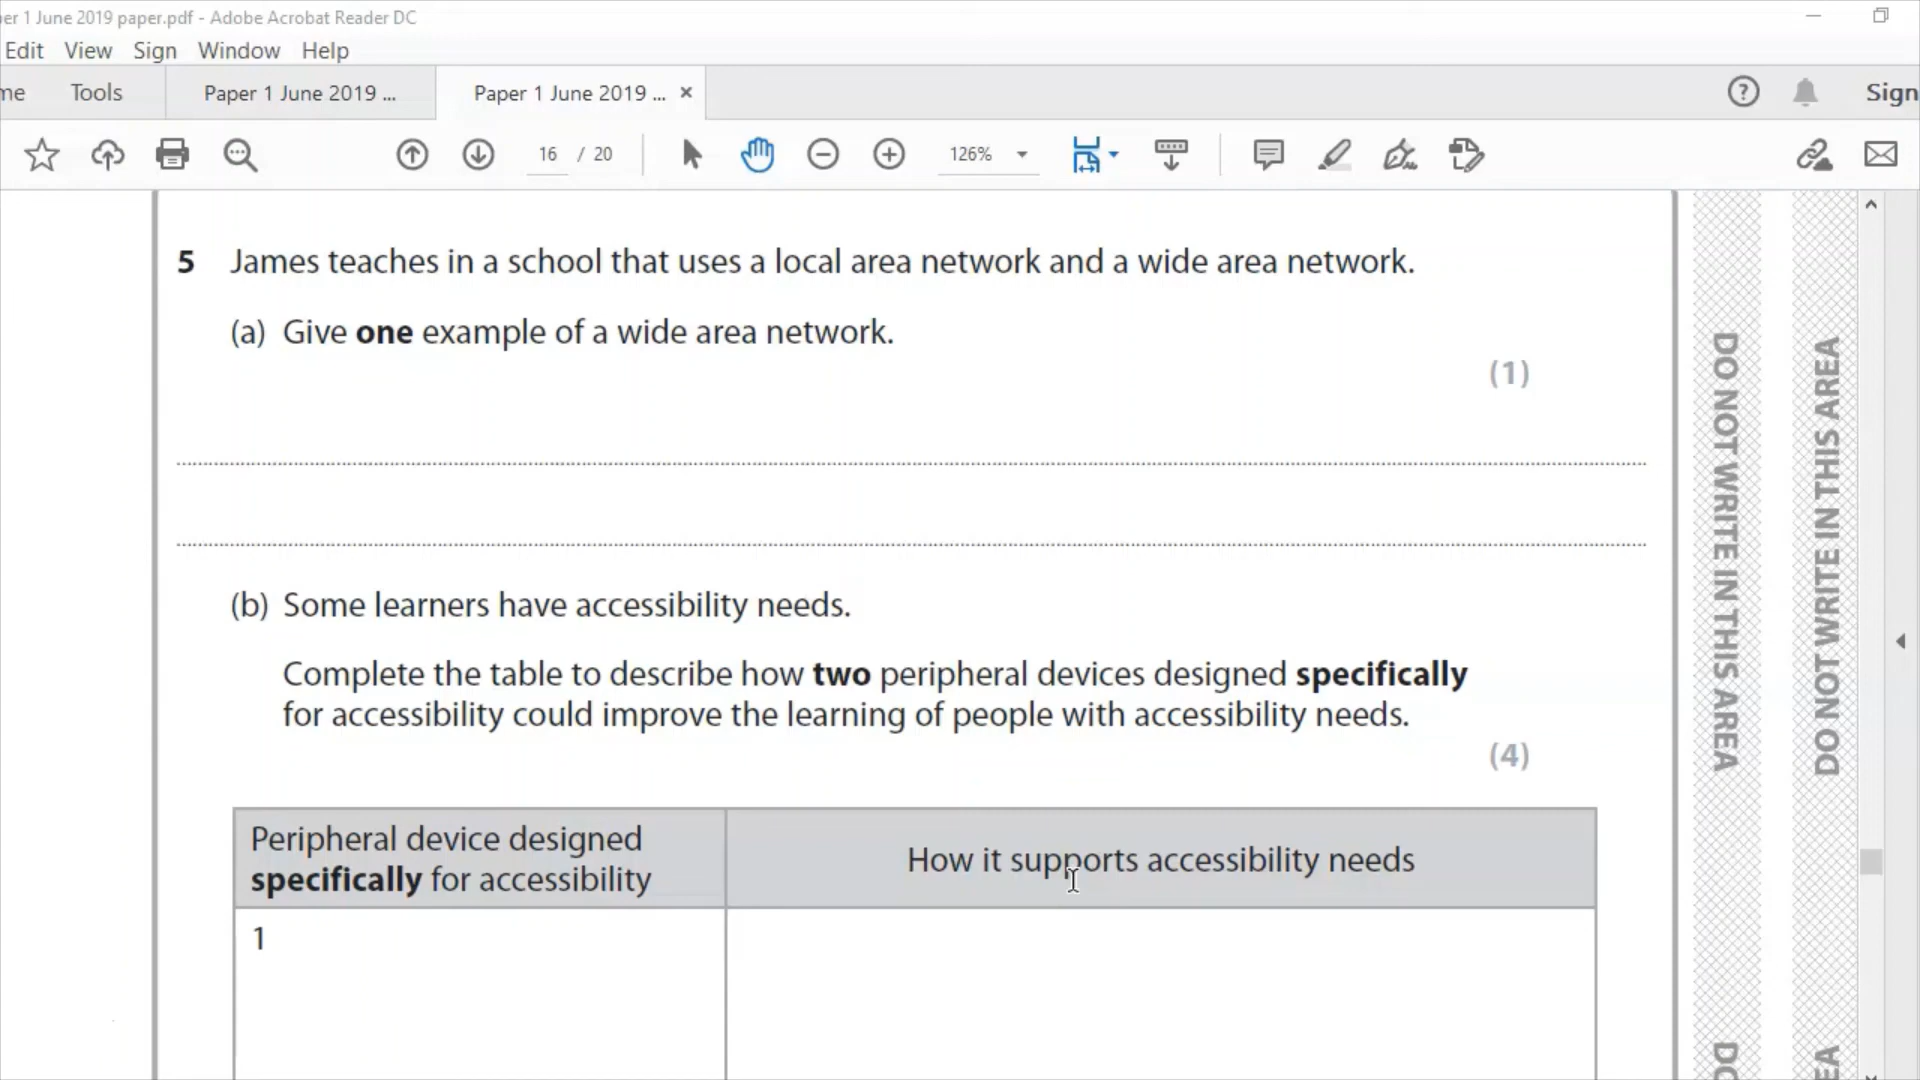 er 1 June 2019 paper.pdf - Adobe Acrobat Reader DC
Edit View Sign Window Help
me Tools Paper 1 June 2019 ... Paper 1 June 2019 ... × ? Sign
16 / 20 126%
5 James teaches in a school that uses a local area network and a wide area network.
(a) Give one example of a wide area network.
(1)
(b) Some learners have accessibility needs.
Complete the table to describe how two peripheral devices designed specifically
for accessibility could improve the learning of people with accessibility needs.
(4)
Peripheral device designed
specifically for accessibility
How it supports accessibility needs
1
DO NOT WRITE IN THIS AREA
DO NOT WRITE IN THIS AREA
DO
EA